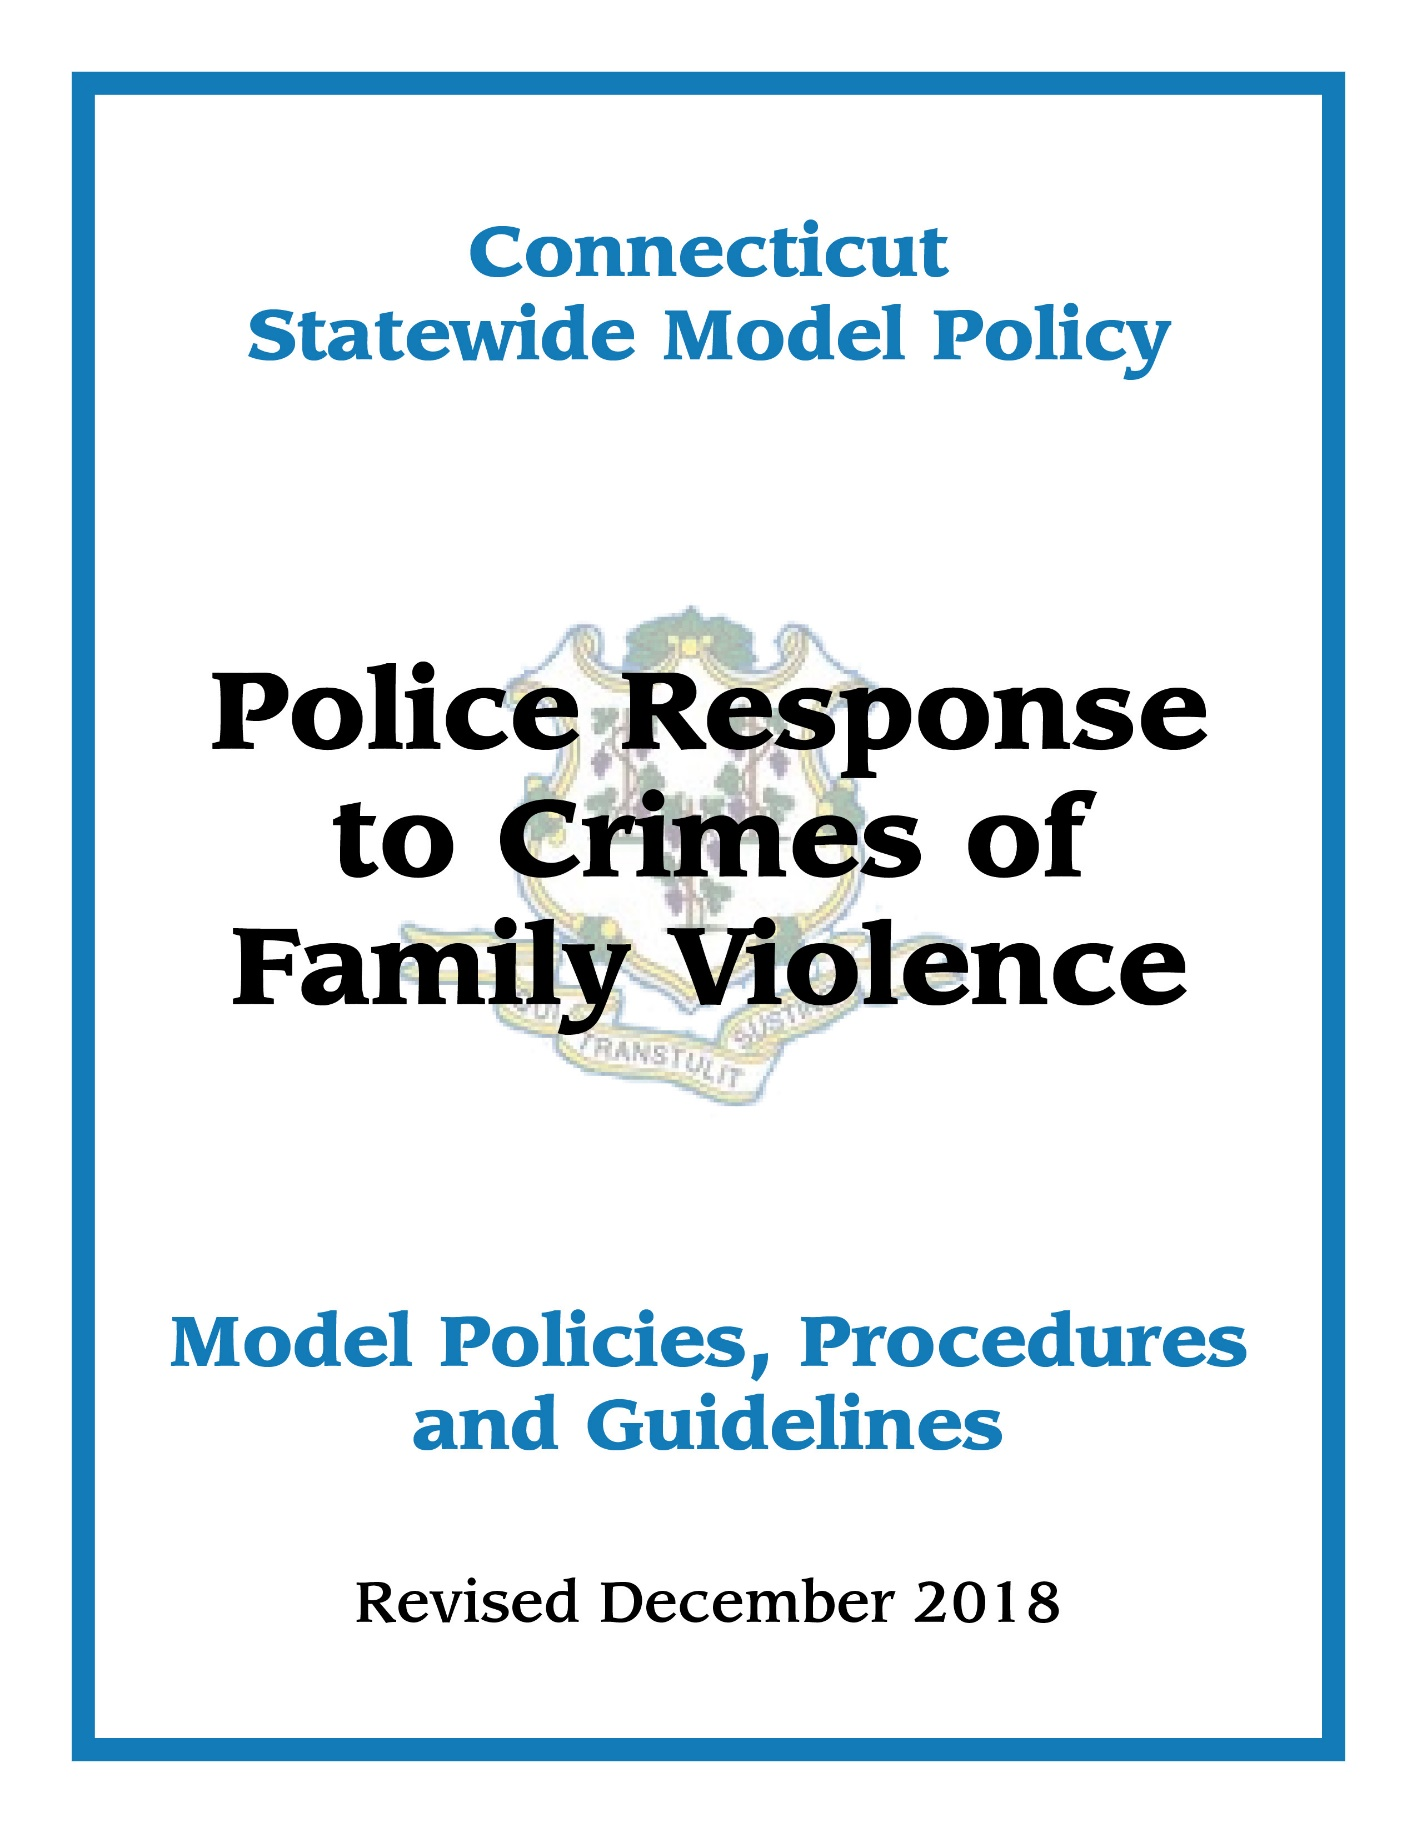 Connecticut
Statewide Model Policy
Police Response
to Crimes of
Family Violence
TRANSTULIT
Model Policies, Procedures
and Guidelines
Revised December 2018